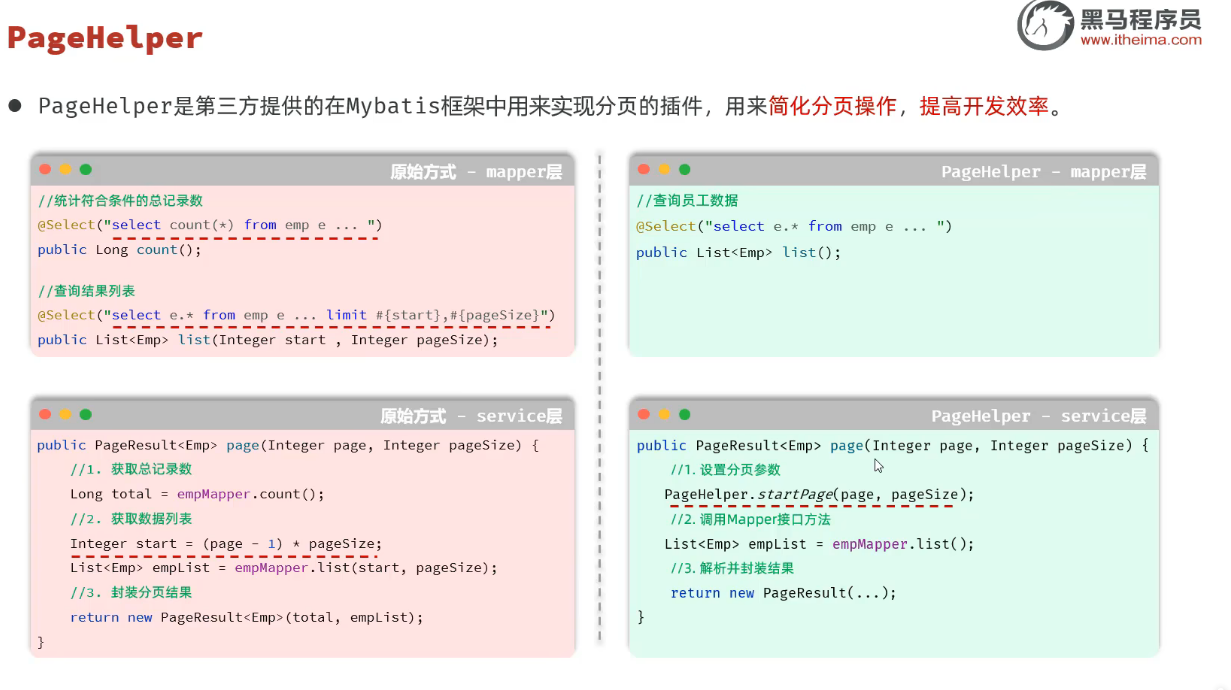 PageHelper
黑马程序员
www.itheima.com
● PageHelper是第三方提供的在Mybatis框架中用来实现分页的插件，用来简化分页操作，提高开发效率。
原始方式 - mapper层
//统计符合条件的总记录数
@Select("select count(*) from emp e ... ")
public Long count();
//查询结果列表
@Select("select e.* from emp e ... limit #{start},#{pageSize}")
public List<Emp> list(Integer start , Integer pageSize);
PageHelper - mapper层
//查询员工数据
@Select("select e.* from emp e ... ")
public List<Emp> list();
原始方式 - service层
public PageResult<Emp> page(Integer page, Integer pageSize) {
//1. 获取总记录数
Long total = empMapper.count();
//2. 获取数据列表
Integer start = (page - 1) * pageSize;
List<Emp> empList = empMapper.list(start, pageSize);
//3. 封装分页结果
return new PageResult<Emp>(total, empList);
}
PageHelper - service层
public PageResult<Emp> page(Integer page, Integer pageSize) {
//1. 设置分页参数
PageHelper.startPage(page, pageSize);
//2. 调用Mapper接口方法
List<Emp> empList = empMapper.list();
//3. 解析并封装结果
return new PageResult(...);
}